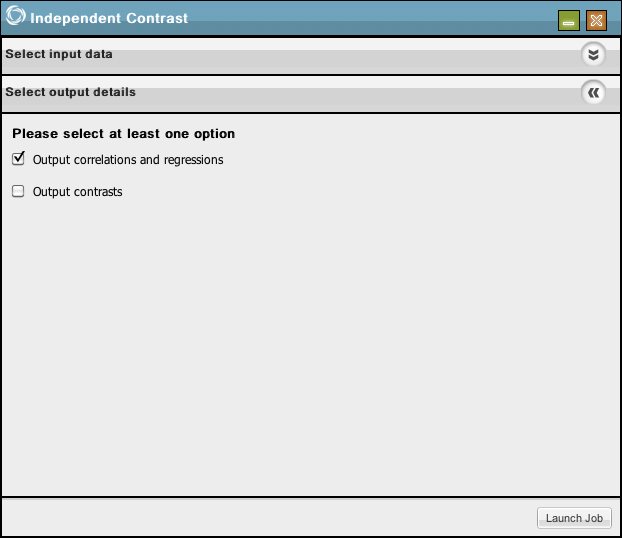 Independent Contrast
Select input data
Select output details
Please select at least one option
Output correlations and regressions
Output contrasts
Launch Job